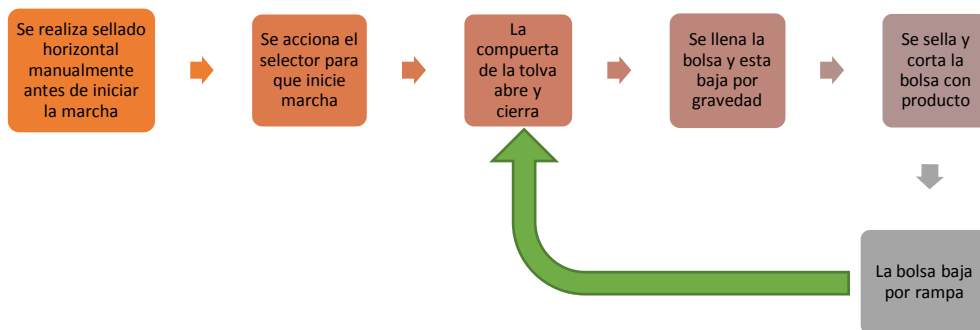 Se realiza sellado
horizontal
manualmente
antes de iniciar
la marcha
Se acciona el
selector para
que inicie
marcha
La
compuerta
de la tolva
abre y
cierra
Se llena la
bolsa y esta
baja por
gravedad
Se sella y
corta la
bolsa con
producto
La bolsa baja
por rampa